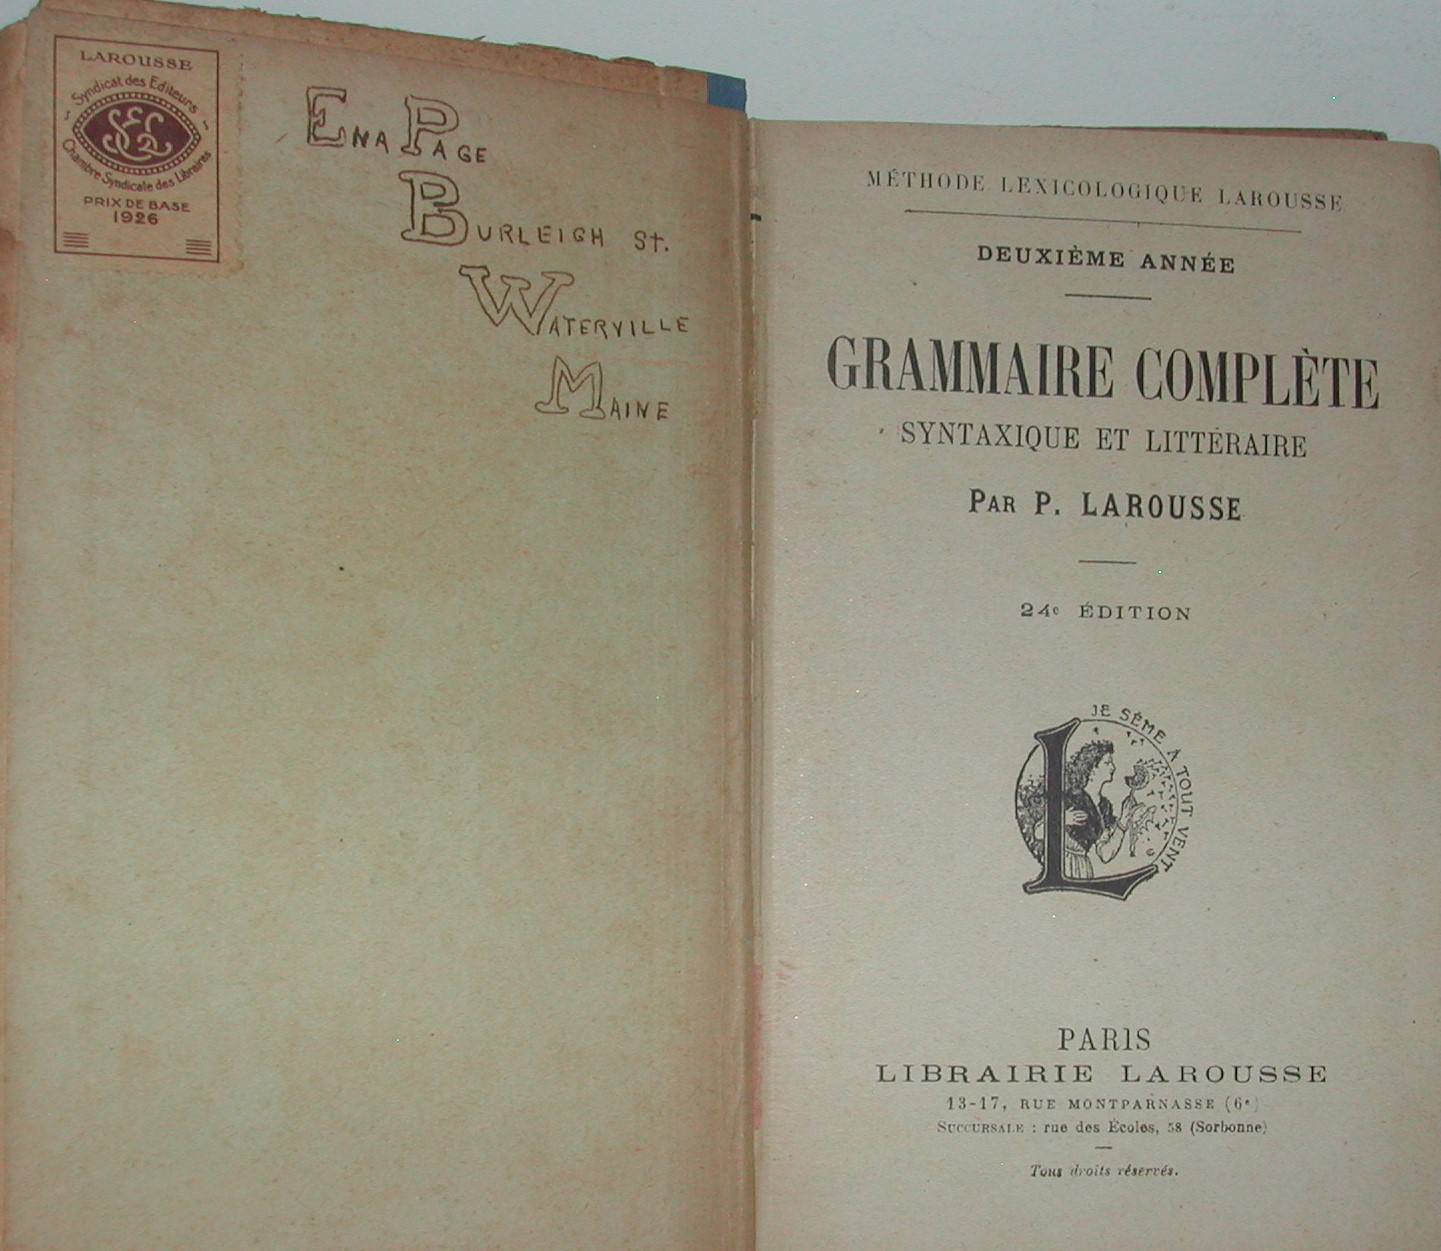 LAROUSSE
Syndicat des Editeurs
SEL
Chambre Syndicale des Libraires
PRIX DE BASE
1926
ENA PAGE
BURLEIGH St.
WATERVILLE
MAINE
MÉTHODE LEXICOLOGIQUE LAROUSSE
DEUXIÈME ANNÉE
GRAMMAIRE COMPLÈTE
SYNTAXIQUE ET LITTÉRAIRE
PAR P. LAROUSSE
24e ÉDITION
JE SÈME À TOUT VENT
L
PARIS
LIBRAIRIE LAROUSSE
13-17, RUE MONTPARNASSE (6e)
SUCCURSALE : rue des Écoles, 58 (Sorbonne)
Tous droits réservés.